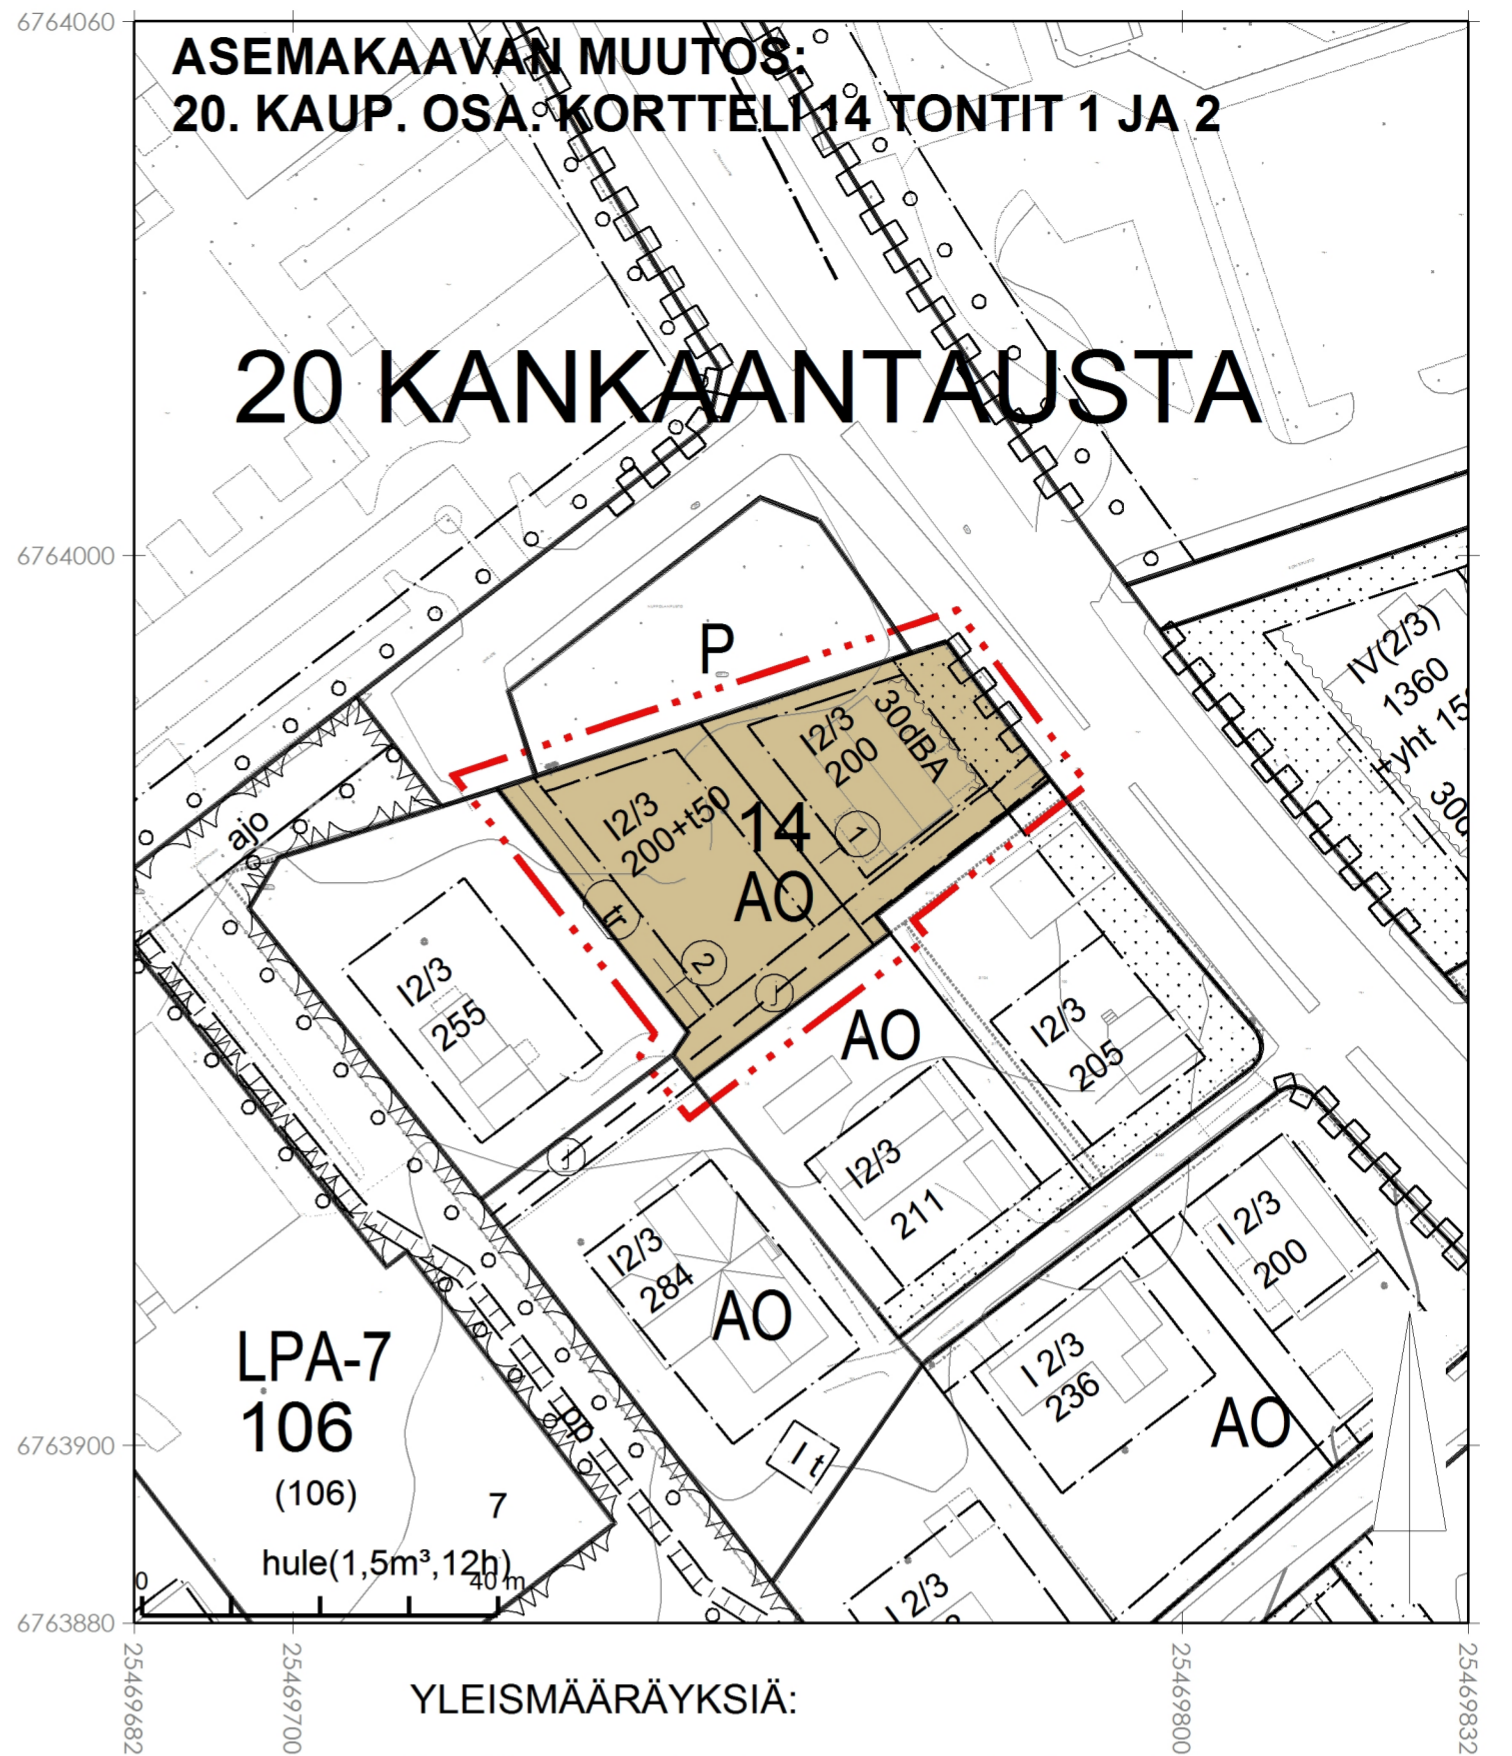 6764060
ASEMAKAAVAN MUUTOS:
20. KAUP. OSA. KORTTELI 14 TONTIT 1 JA 2
20 KANKAANTAUSTA
6764000
P
IV(2/3)
1360
+yht 15
30d
I2/3
200
30dBA
I2/3
200+t50
14
AO
1
tr
2
j
ajo
I2/3
255
AO
I2/3
205
j
I2/3
211
I2/3
284
AO
I 2/3
200
I 2/3
236
AO
LPA-7
106
(106)
7
pp
l t
6763900
hule(1,5m³,12h)
0
40 m
I 2/3
6763880
25469682
25469700
25469800
25469832
YLEISMÄÄRÄYKSIÄ: